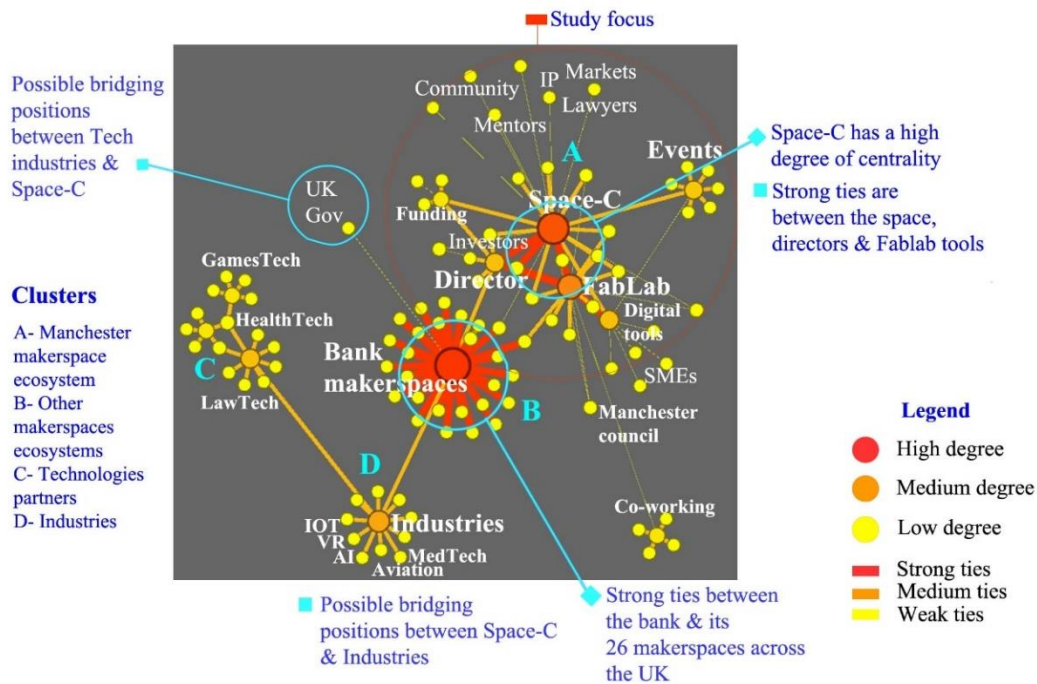 Study focus
Possible bridging
positions
between Tech
industries &
Space-C
Community
IP
Markets
Lawyers
Mentors
A
Events
Space-C
UK
Gov
Funding
Investors
Director
FabLab
Digital
tools
Space-C has a high
degree of centrality
Strong ties are
between the space,
directors & Fablab tools
GamesTech
HealthTech
C
LawTech
Bank
makerspaces
B
SMEs
Manchester
council
D
IOT
VR
AI
Industries
MedTech
Aviation
Co-working
Clusters
A- Manchester
makerspace
ecosystem
B- Other
makerspaces
ecosystems
C- Technologies
partners
D- Industries
Legend
High degree
Medium degree
Low degree
Strong ties
Medium ties
Weak ties
Possible bridging
positions between Space-C
& Industries
Strong ties between
the bank & its
26 makerspaces across
the UK